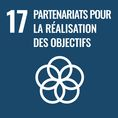 17 PARTENARIATS POUR
LA RÉALISATION
DES OBJECTIFS